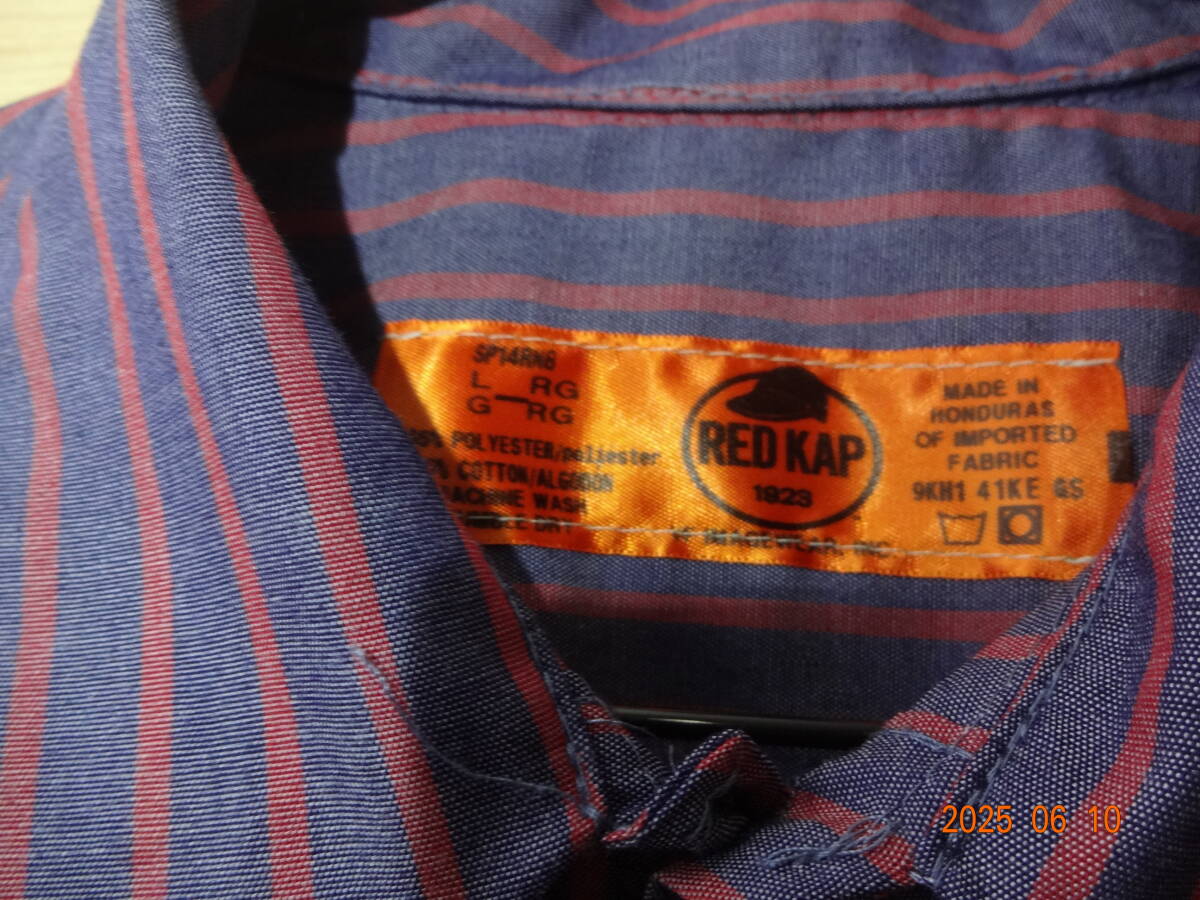 SP14RN6
L RG
G RG
POLYESTER/poliester
COTTON/ALGODON
MACHINE WASH
RED KAP
1923
MADE IN
HONDURAS
OF IMPORTED
FABRIC
9KH1 41KE GS
2025 06 10